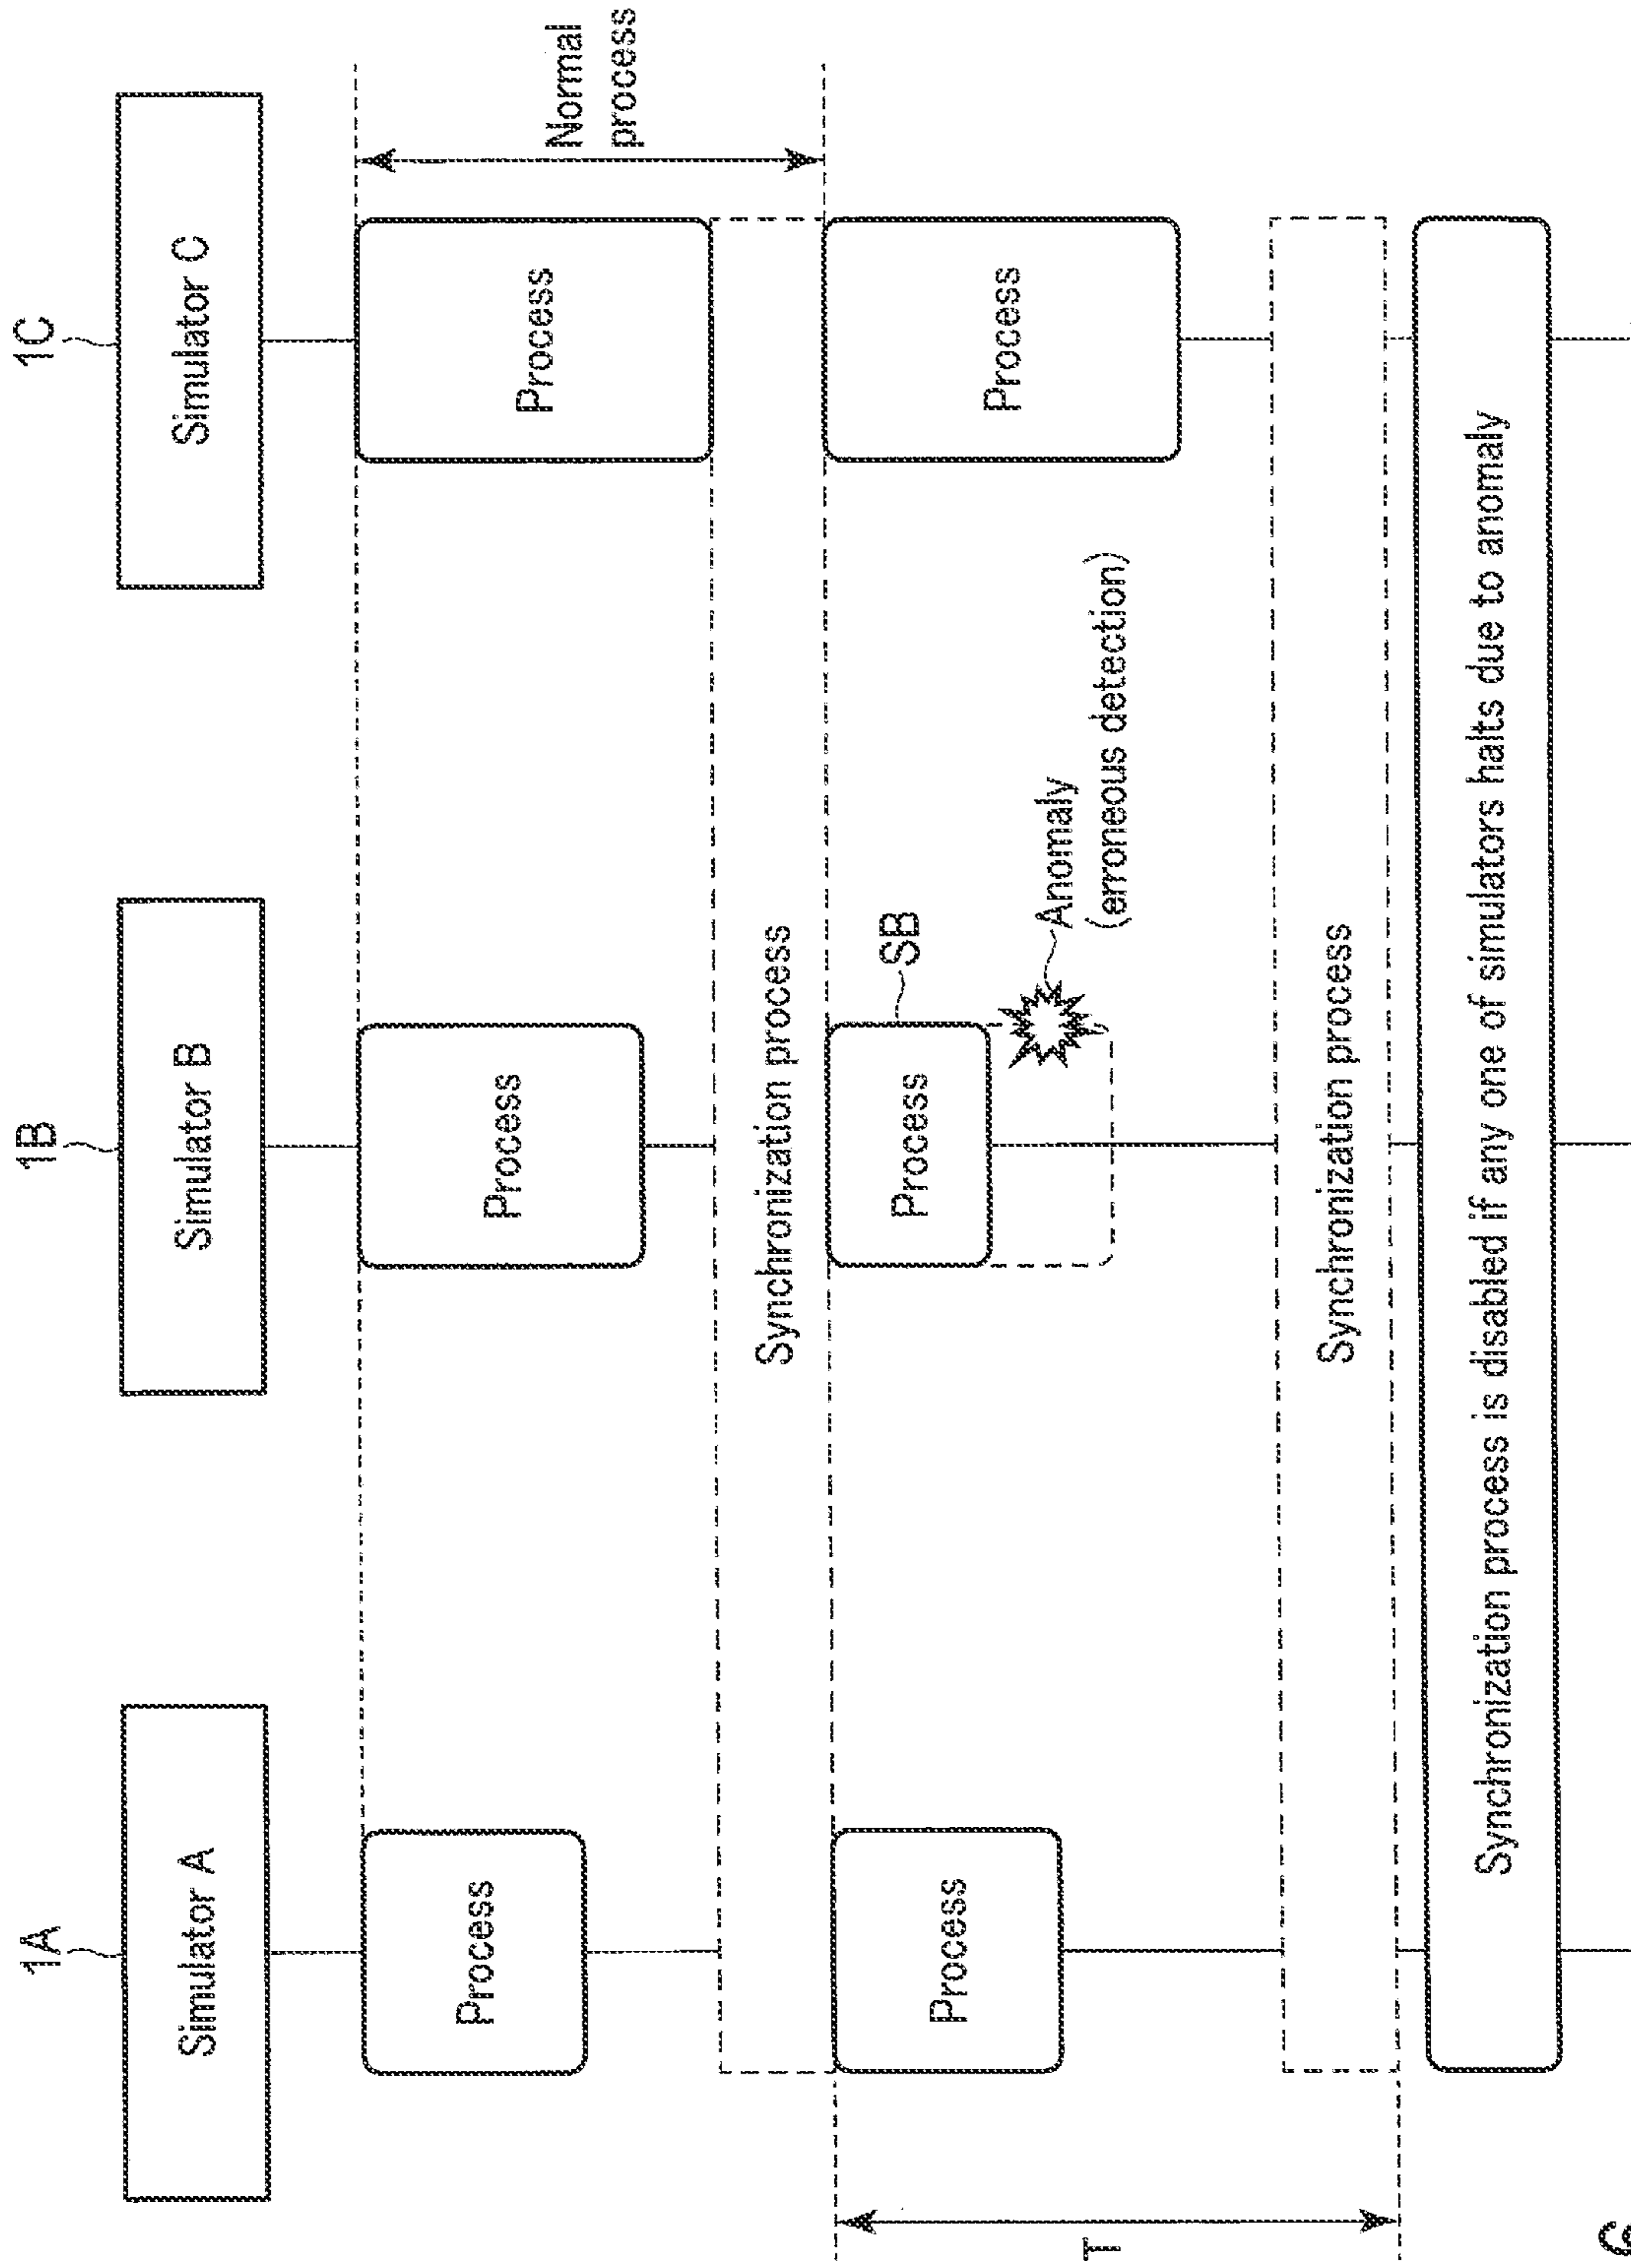 1A
1B
1C
Simulator A
Simulator B
Simulator C
Normal
process
Process
Process
Process
Synchronization process
SB
Process
Process
Process
Anomaly
(erroneous detection)
T
Synchronization process
Synchronization process is disabled if any one of simulators halts due to anomaly